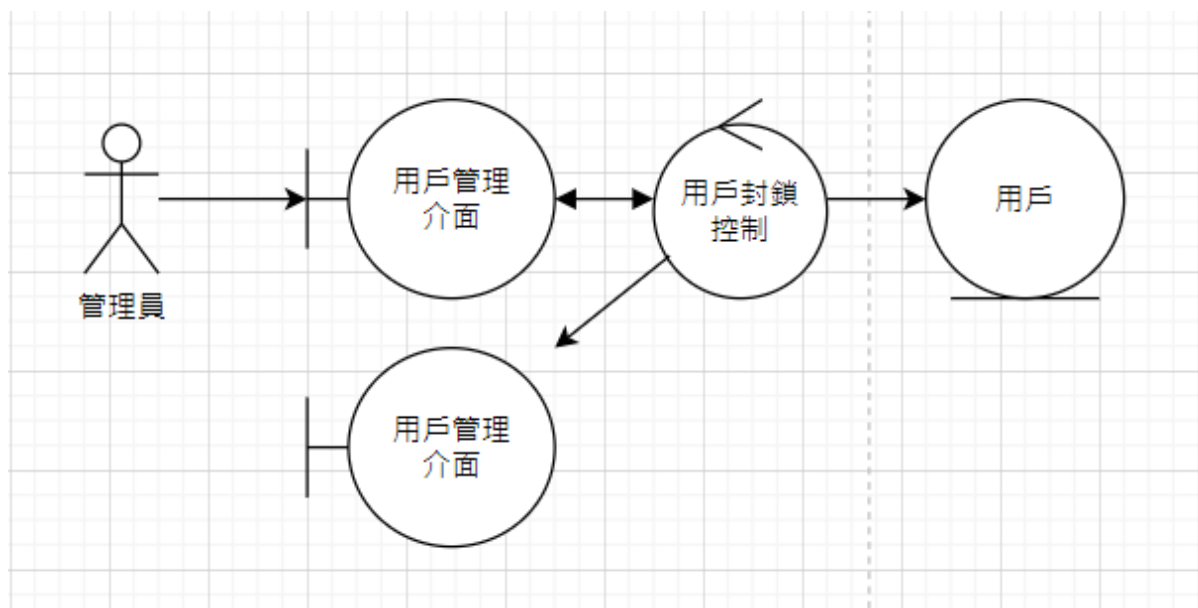 用戶管理
介面
用戶封鎖
控制
用戶
管理員
用戶管理
介面